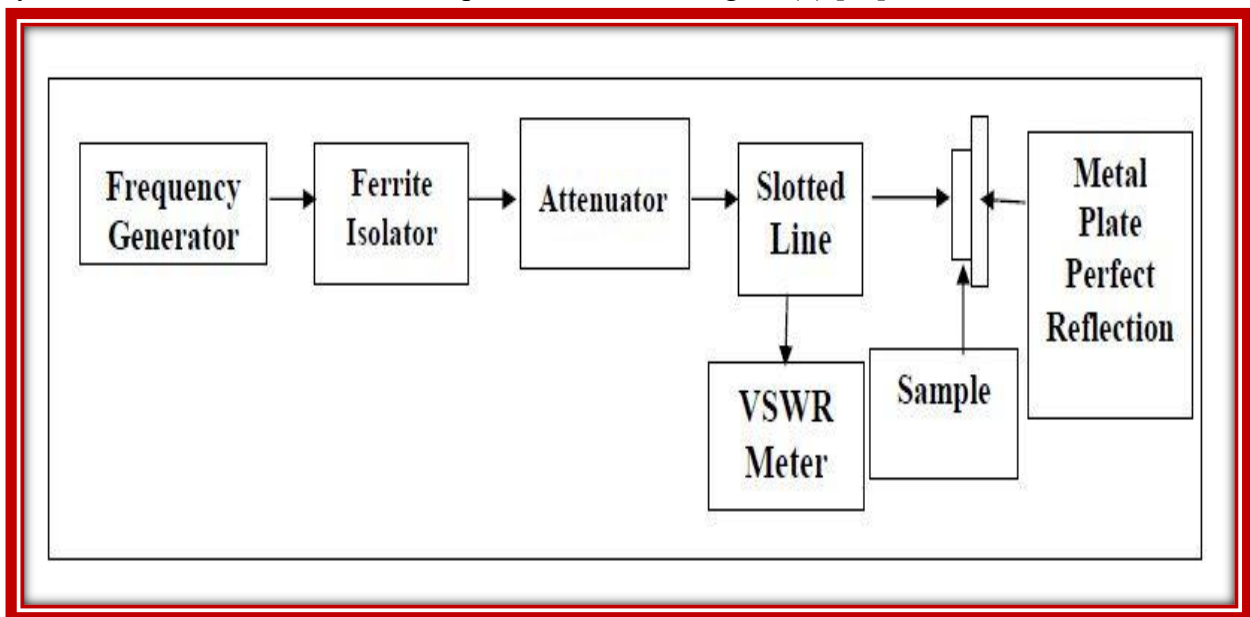 Frequency
Generator
Ferrite
Isolator
Attenuator
Slotted
Line
VSWR
Meter
Sample
Metal
Plate
Perfect
Reflection